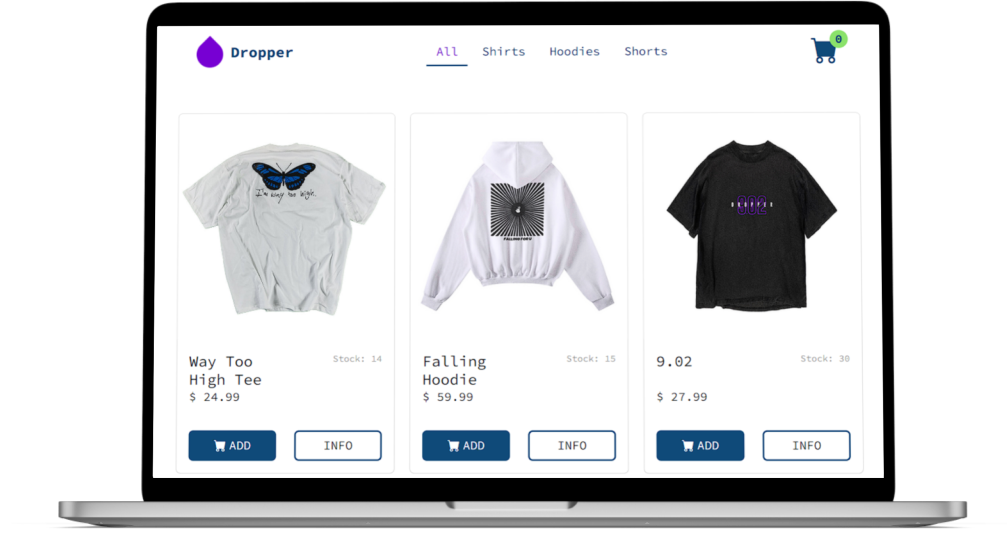 Dropper
All Shirts Hoodies Shorts
0
I'm way too high.
FALLING FOR U
DROPPER
002
Way Too
High Tee
Stock: 14
$ 24.99
ADD INFO
Falling
Hoodie
Stock: 15
$ 59.99
ADD INFO
9.02
Stock: 30
$ 27.99
ADD INFO